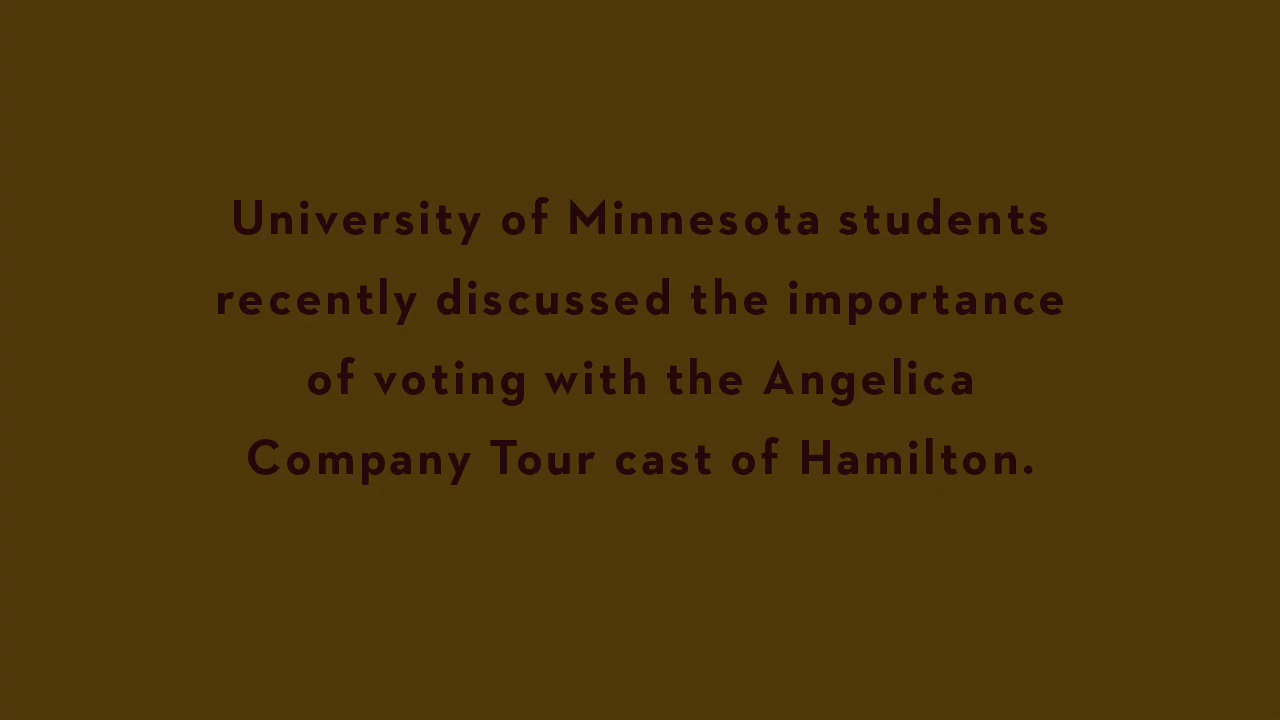 University of Minnesota students
recently discussed the importance
of voting with the Angelica
Company Tour cast of Hamilton.